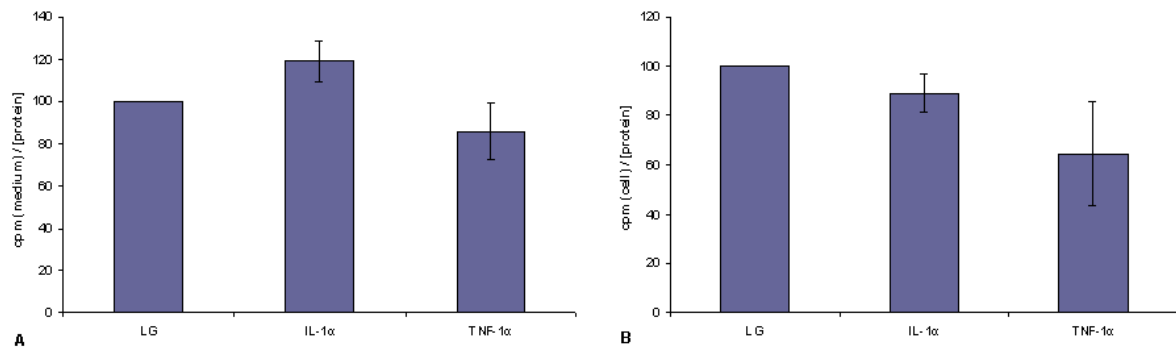 cpm (medium) / [protein]
140
120
100
80
60
40
20
0
LG IL-1α TNF-1α
A
cpm (cell) / [protein]
120
100
80
60
40
20
0
LG IL-1α TNF-1α
B